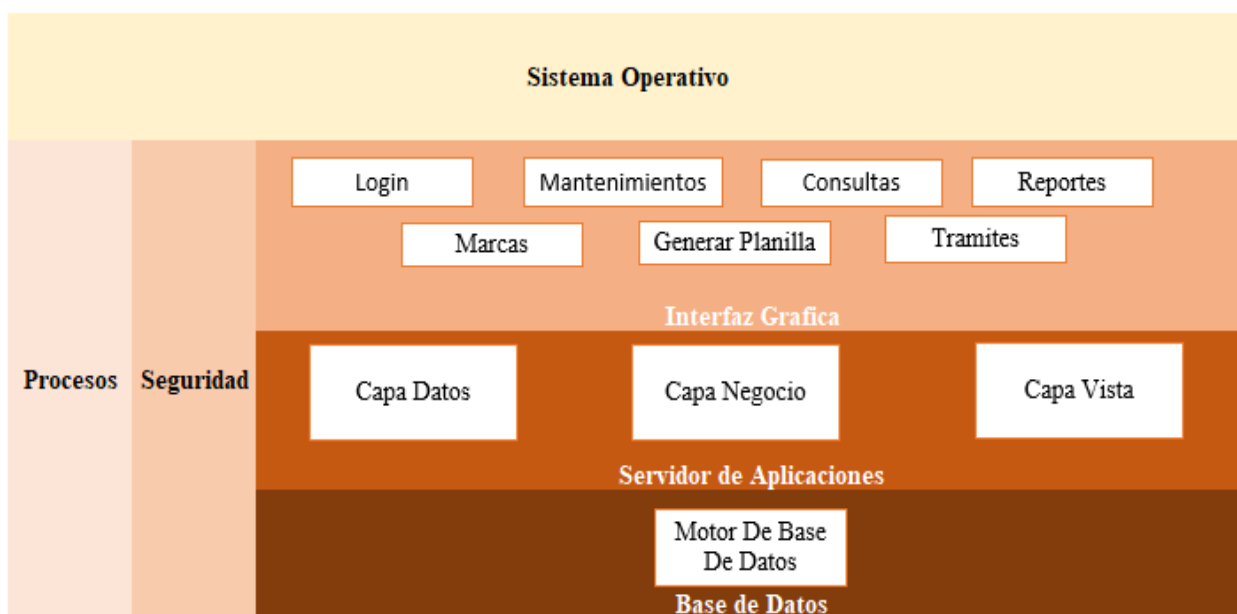 Sistema Operativo
Login
Mantenimientos
Consultas
Reportes
Marcas
Generar Planilla
Tramites
Interfaz Grafica
Procesos
Seguridad
Capa Datos
Capa Negocio
Capa Vista
Servidor de Aplicaciones
Motor De Base
De Datos
Base de Datos